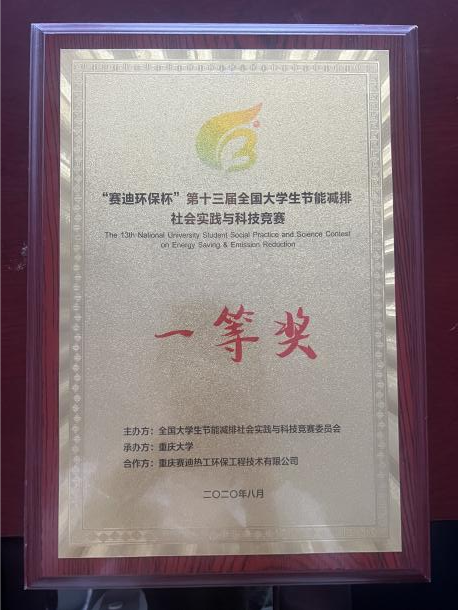 “赛迪环保杯”第十三届全国大学生节能减排
社会实践与科技竞赛
The 13th National University Student Social Practice and Science Contest
on Energy Saving & Emission Reduction
一等奖
主办方：全国大学生节能减排社会实践与科技竞赛委员会
承办方：重庆大学
合作方：重庆赛迪热工环保工程技术有限公司
二〇二〇年八月